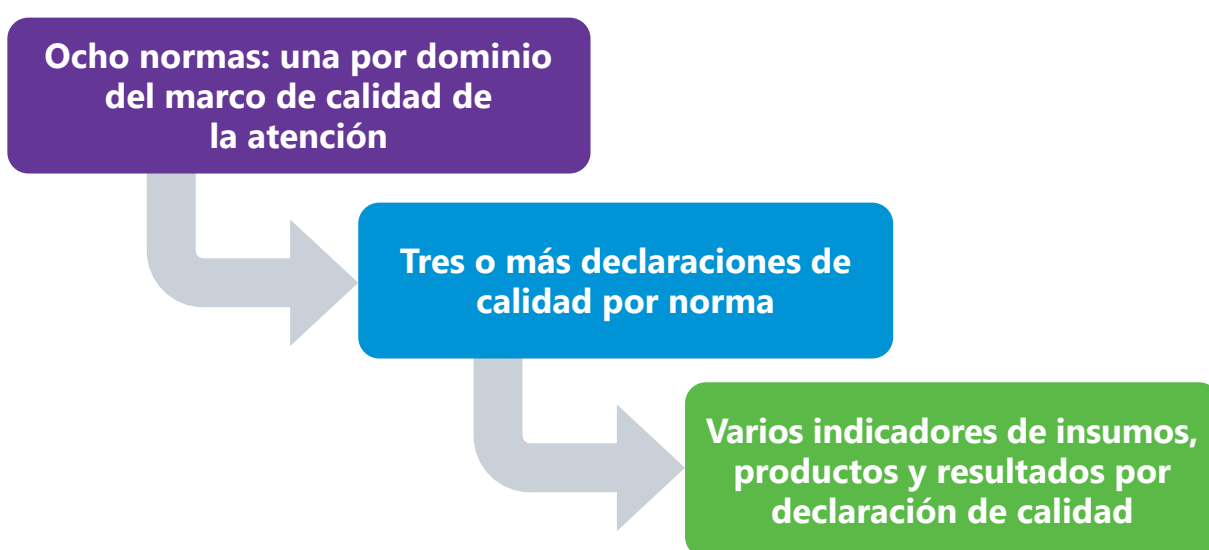 Ocho normas: una por dominio
del marco de calidad de
la atención
Tres o más declaraciones de
calidad por norma
Varios indicadores de insumos,
productos y resultados por
declaración de calidad